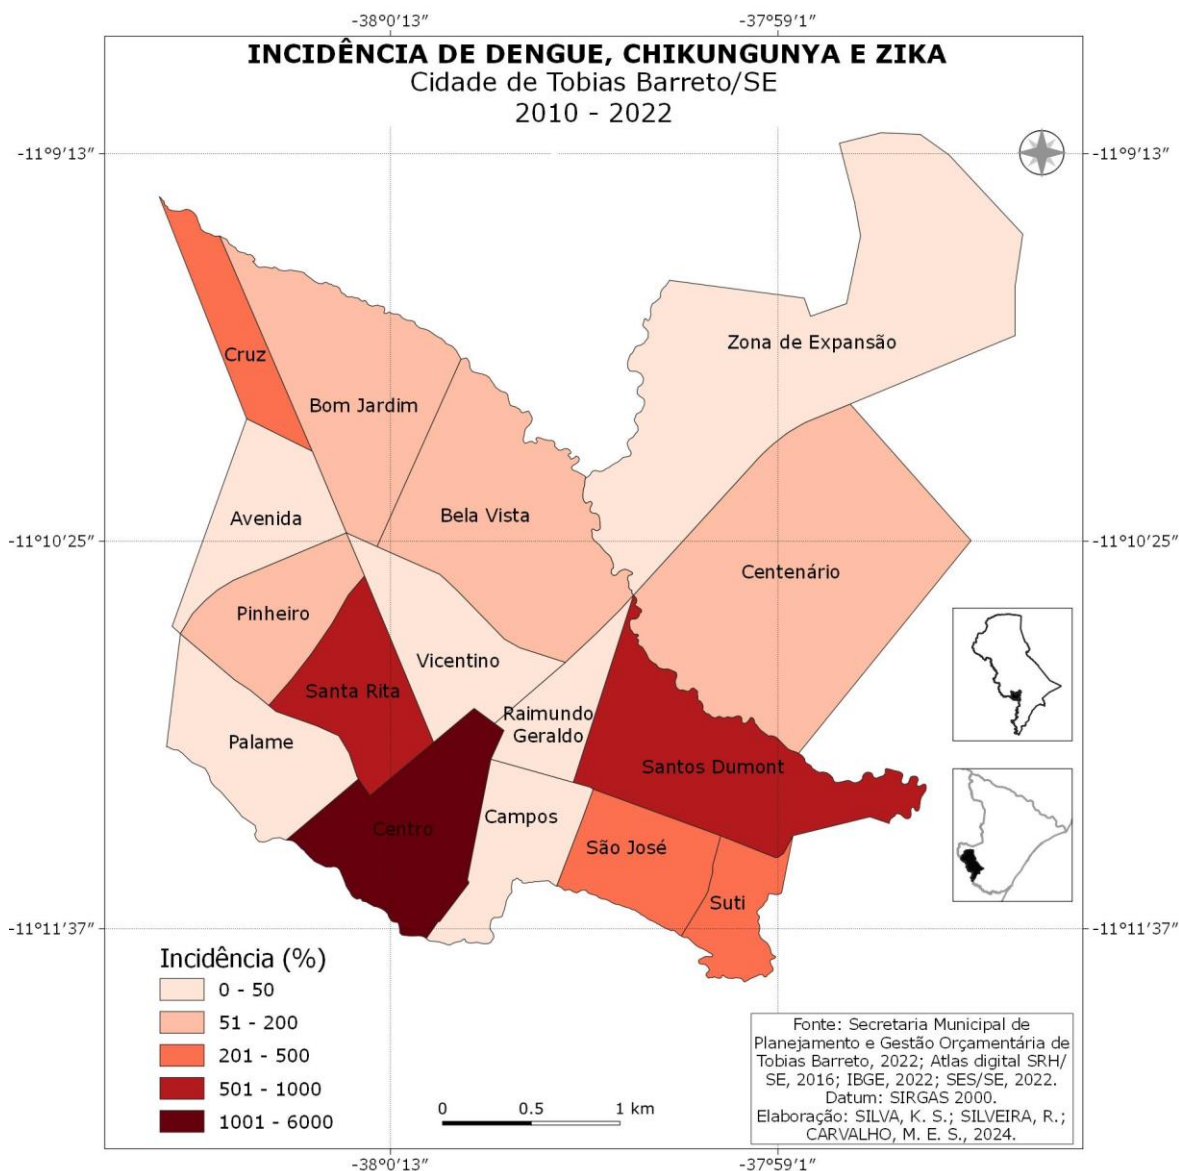 -38°0′13″
-37°59′1″
INCIDÊNCIA DE DENGUE, CHIKUNGUNYA E ZIKA
Cidade de Tobias Barreto/SE
2010 - 2022
-11°9′13″
-11°9′13″
Zona de Expansão
Cruz
Bom Jardim
Bela Vista
Avenida
-11°10′25″
-11°10′25″
Centenário
Pinheiro
Vicentino
Santa Rita
Raimundo
Geraldo
Palame
Santos Dumont
Centro
Campos
São José
Suti
-11°11′37″
-11°11′37″
Incidência (%)
0 - 50
51 - 200
201 - 500
501 - 1000
1001 - 6000
0 0.5 1 km
Fonte: Secretaria Municipal de
Planejamento e Gestão Orçamentária de
Tobias Barreto, 2022; Atlas digital SRH/
SE, 2016; IBGE, 2022; SES/SE, 2022.
Datum: SIRGAS 2000.
Elaboração: SILVA, K. S.; SILVEIRA, R.;
CARVALHO, M. E. S., 2024.
-38°0′13″
-37°59′1″